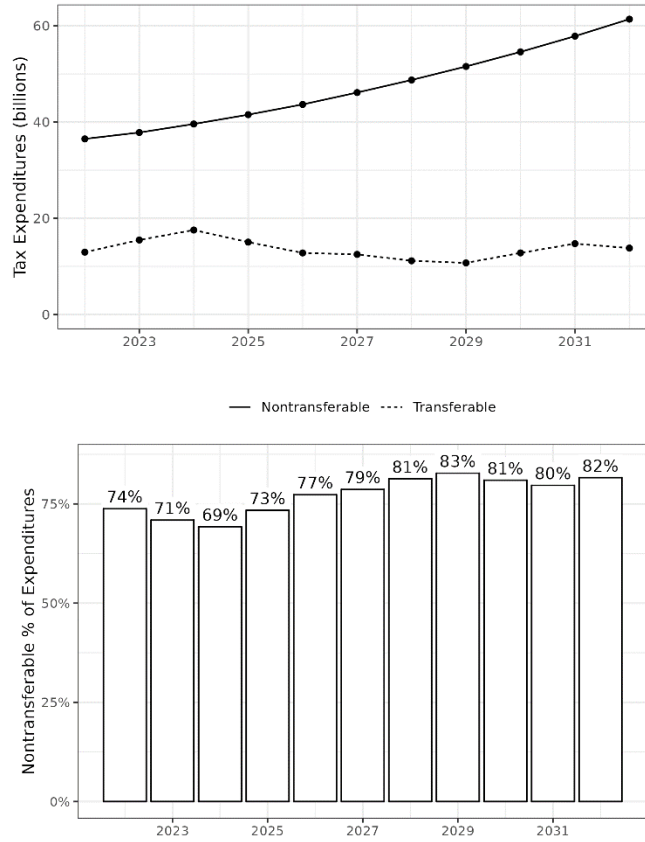 Tax Expenditures (billions)
60
40
20
0
2023 2025 2027 2029 2031
Nontransferable Transferable
Nontransferable % of Expenditures
75%
50%
25%
0%
74% 71% 69% 73% 77% 79% 81% 83% 81% 80% 82%
2023 2025 2027 2029 2031